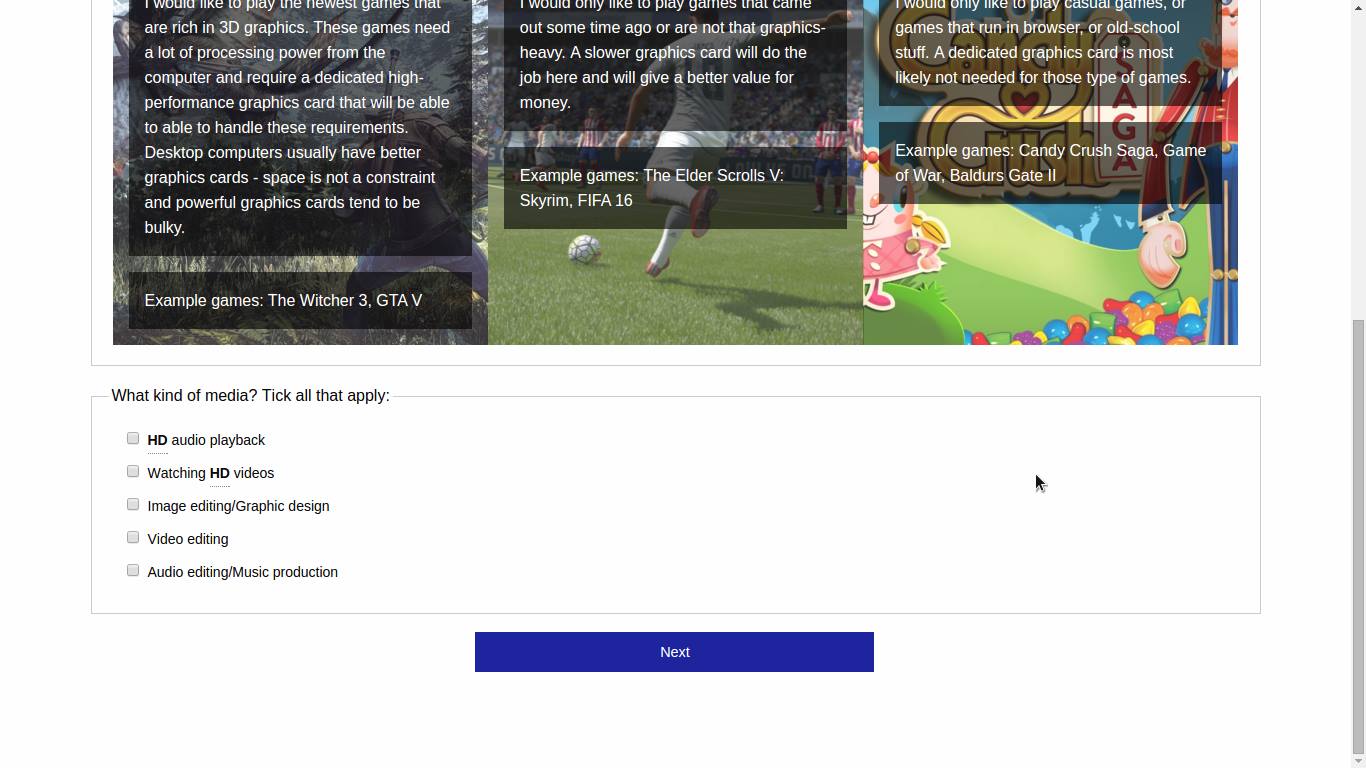 I would like to play the newest games that
are rich in 3D graphics. These games need
a lot of processing power from the
computer and require a dedicated high-
performance graphics card that will be able
to able to handle these requirements.
Desktop computers usually have better
graphics cards - space is not a constraint
and powerful graphics cards tend to be
bulky.
Example games: The Witcher 3, GTA V
I would only like to play games that came
out some time ago or are not that graphics-
heavy. A slower graphics card will do the
job here and will give a better value for
money.
Example games: The Elder Scrolls V:
Skyrim, FIFA 16
I would only like to play casual games, or
games that run in browser, or old-school
stuff. A dedicated graphics card is most
likely not needed for those type of games.
Candy
Crush
SAGA
Example games: Candy Crush Saga, Game
of War, Baldurs Gate II
What kind of media? Tick all that apply:
HD audio playback
Watching HD videos
Image editing/Graphic design
Video editing
Audio editing/Music production
Next